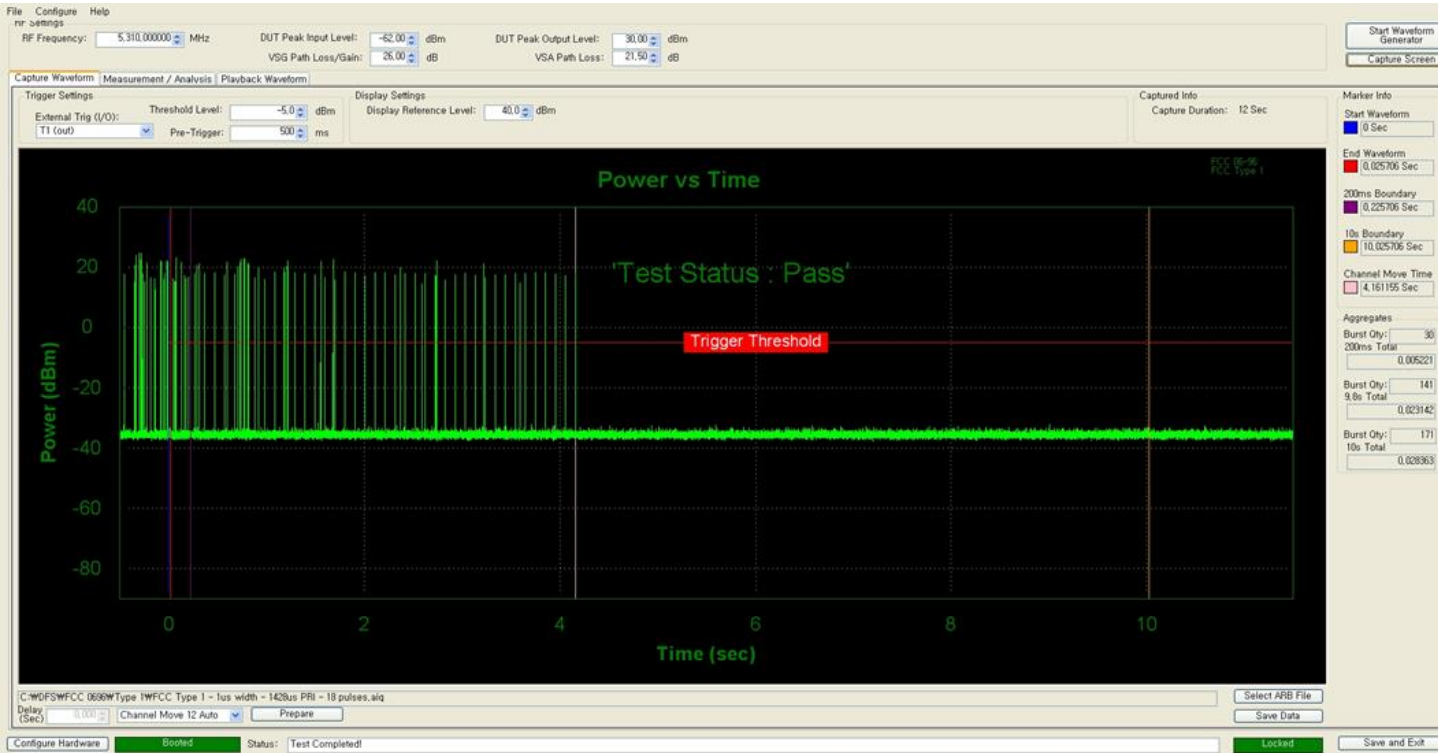 File Configure Help
RF Settings
RF Frequency: 5,310,000000 MHz DUT Peak Input Level: -62,00 dBm DUT Peak Output Level: 30,00 dBm
VSG Path Loss/Gain: 26,00 dB VSA Path Loss: 21,50 dB
Start Waveform Generator
Capture Screen
Capture Waveform Measurement / Analysis Playback Waveform
Trigger Settings
External Trig (I/O): Threshold Level: -5,0 dBm
T1 (out) Pre-Trigger: 500 ms
Display Settings
Display Reference Level: 40,0 dBm
Captured Info
Capture Duration: 12 Sec
Marker Info
Start Waveform
0 Sec
End Waveform
0,025706 Sec
200ms Boundary
0,225706 Sec
10s Boundary
10,025706 Sec
Channel Move Time
4,161155 Sec
Aggregates
Burst Qty: 30
200ms Total
0,005221
Burst Qty: 141
9,8s Total
0,023142
Burst Qty: 171
10s Total
0,028363
FCC 06-96
FCC Type 1
Power vs Time
40
20
0
-20
-40
-60
-80
Power (dBm)
'Test Status : Pass'
Trigger Threshold
0 2 4 6 8 10
Time (sec)
C:₩DFS₩FCC 0696₩Type 1₩FCC Type 1 - 1us width - 1428us PRI - 18 pulses.aiq
Select ARB File
Delay (Sec) 0,000 Channel Move 12 Auto Prepare
Save Data
Configure Hardware Booted Status: Test Completed! Locked Save and Exit